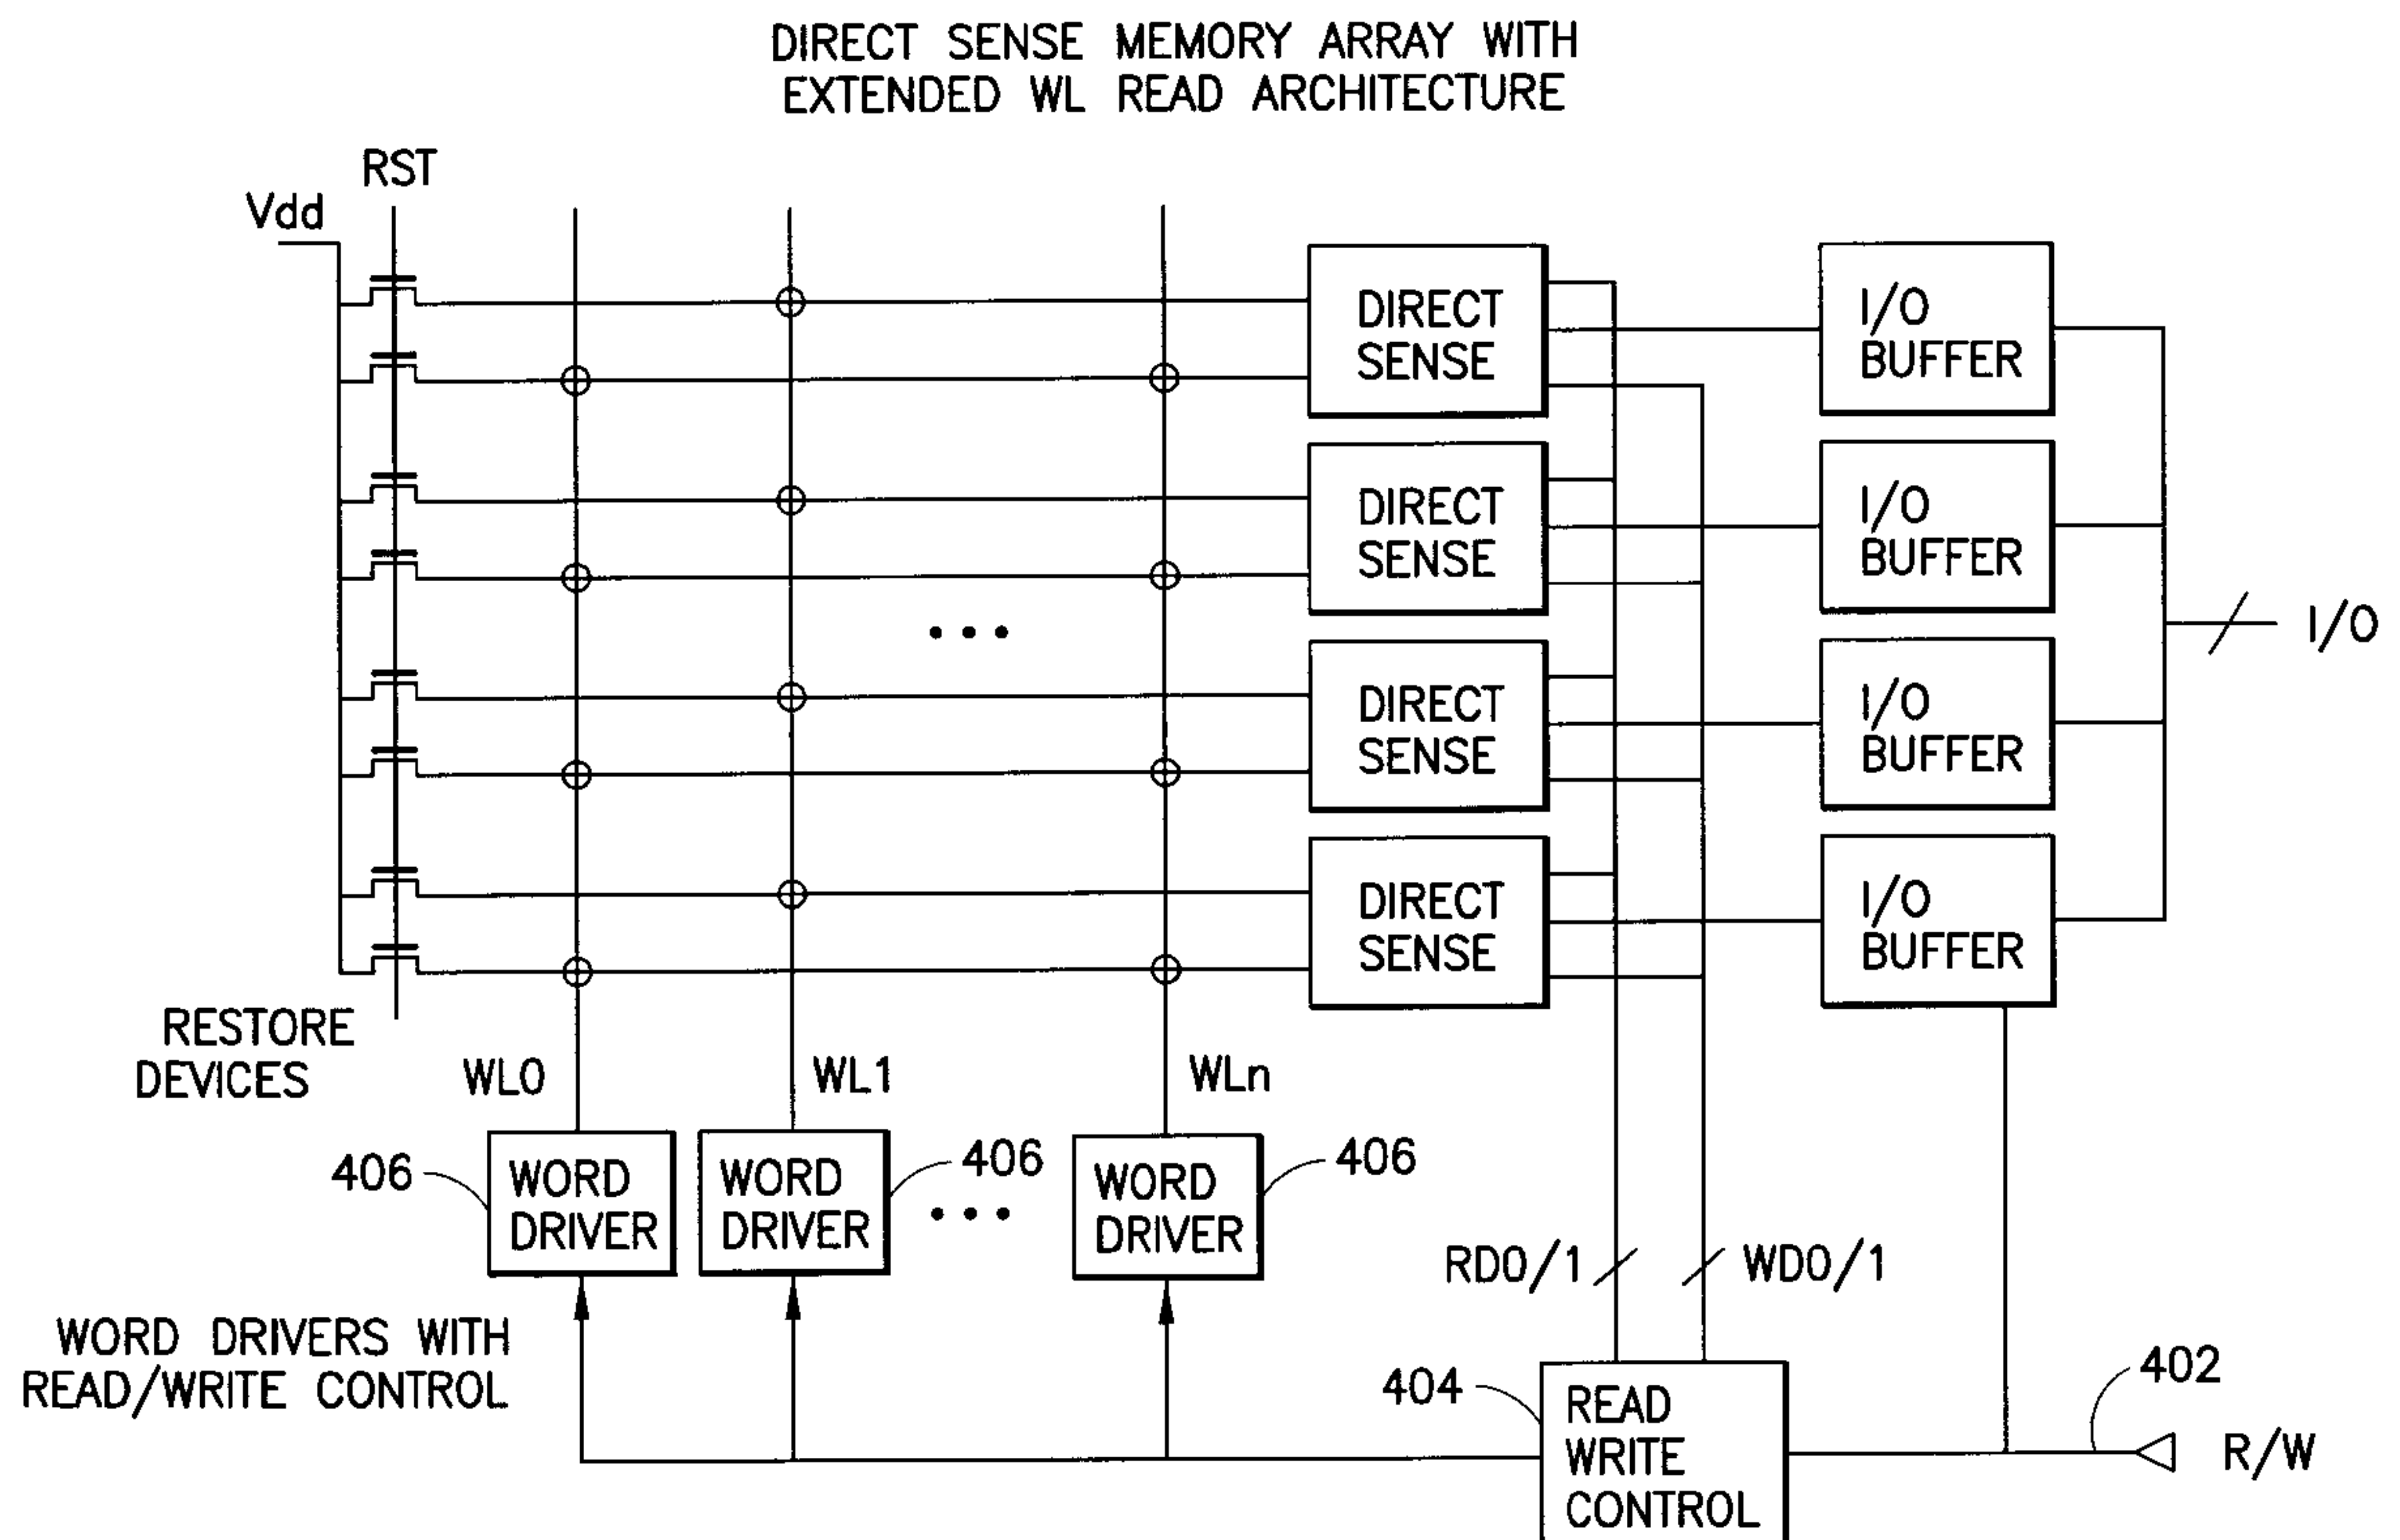 DIRECT SENSE MEMORY ARRAY WITH
EXTENDED WL READ ARCHITECTURE
RST
Vdd
DIRECT
SENSE
I/O
BUFFER
DIRECT
SENSE
I/O
BUFFER
I/O
DIRECT
SENSE
I/O
BUFFER
DIRECT
SENSE
I/O
BUFFER
RESTORE
DEVICES
WL0
WL1
WLn
406
WORD
DRIVER
WORD
DRIVER
406
WORD
DRIVER
406
RD0/1
WD0/1
WORD DRIVERS WITH
READ/WRITE CONTROL
404
READ
WRITE
CONTROL
402
R/W